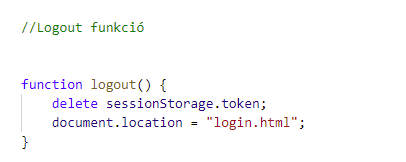 //Logout funkció
function logout() {
    delete sessionStorage.token;
    document.location = "login.html";
}